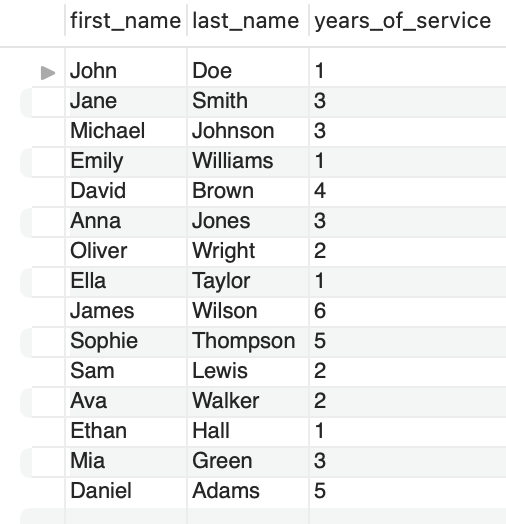 first_name last_name years_of_service
John Doe 1
Jane Smith 3
Michael Johnson 3
Emily Williams 1
David Brown 4
Anna Jones 3
Oliver Wright 2
Ella Taylor 1
James Wilson 6
Sophie Thompson 5
Sam Lewis 2
Ava Walker 2
Ethan Hall 1
Mia Green 3
Daniel Adams 5